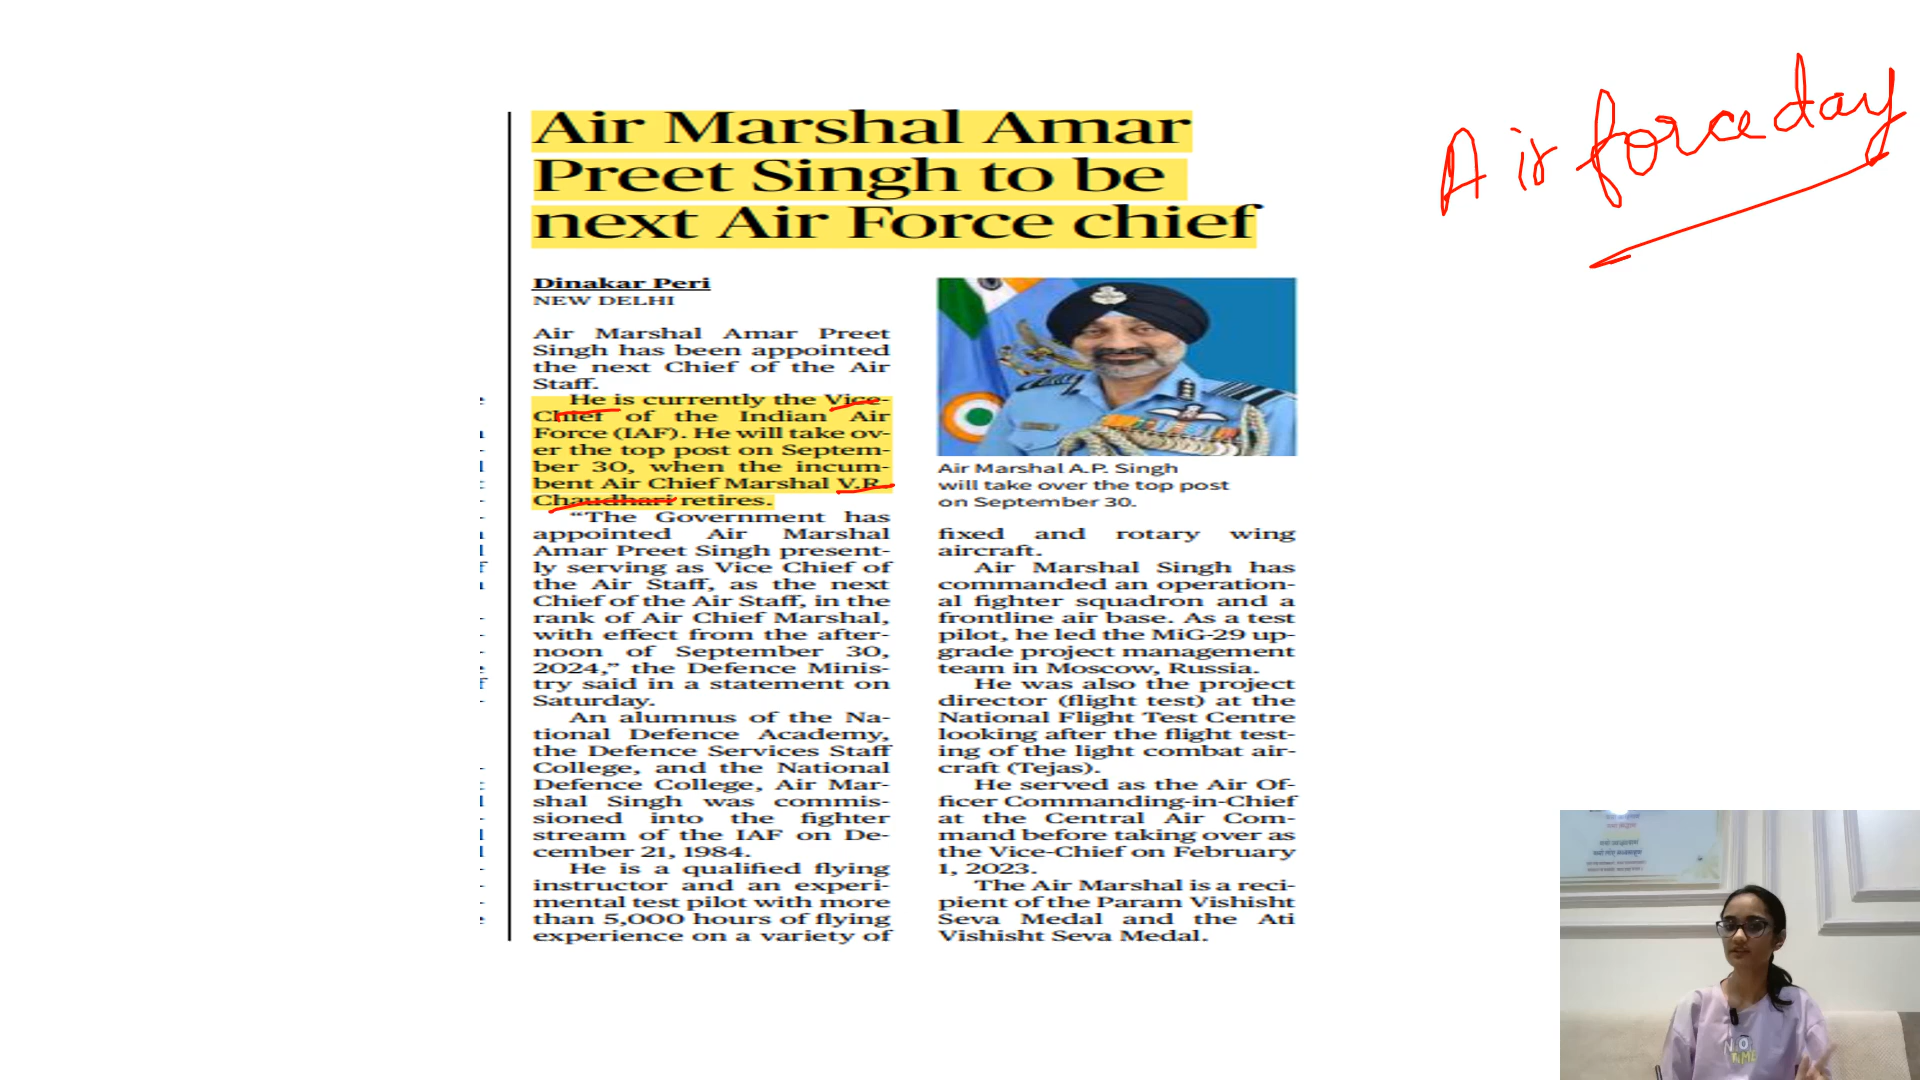 Air Marshal Amar
Preet Singh to be
next Air Force chief
Dinakar Peri
NEW DELHI
Air Marshal Amar Preet
Singh has been appointed
the next Chief of the Air
Staff.
He is currently the Vice-
Chief of the Indian Air
Force (IAF). He will take ov-
er the top post on Septem-
ber 30, when the incum-
bent Air Chief Marshal V.R.
Chaudhari retires.
“The Government has
appointed Air Marshal
Amar Preet Singh present-
ly serving as Vice Chief of
the Air Staff, as the next
Chief of the Air Staff, in the
rank of Air Chief Marshal,
with effect from the after-
noon of September 30,
2024,” the Defence Minis-
try said in a statement on
Saturday.
An alumnus of the Na-
tional Defence Academy,
the Defence Services Staff
College, and the National
Defence College, Air Mar-
shal Singh was commis-
sioned into the fighter
stream of the IAF on De-
cember 21, 1984.
He is a qualified flying
instructor and an experi-
mental test pilot with more
than 5,000 hours of flying
experience on a variety of
Air Marshal A.P. Singh
will take over the top post
on September 30.
fixed and rotary wing
aircraft.
Air Marshal Singh has
commanded an operation-
al fighter squadron and a
frontline air base. As a test
pilot, he led the MiG-29 up-
grade project management
team in Moscow, Russia.
He was also the project
director (flight test) at the
National Flight Test Centre
looking after the flight test-
ing of the light combat air-
craft (Tejas).
He served as the Air Of-
ficer Commanding-in-Chief
at the Central Air Com-
mand before taking over as
the Vice-Chief on February
1, 2023.
The Air Marshal is a reci-
pient of the Param Vishisht
Seva Medal and the Ati
Vishisht Seva Medal.
Air force day